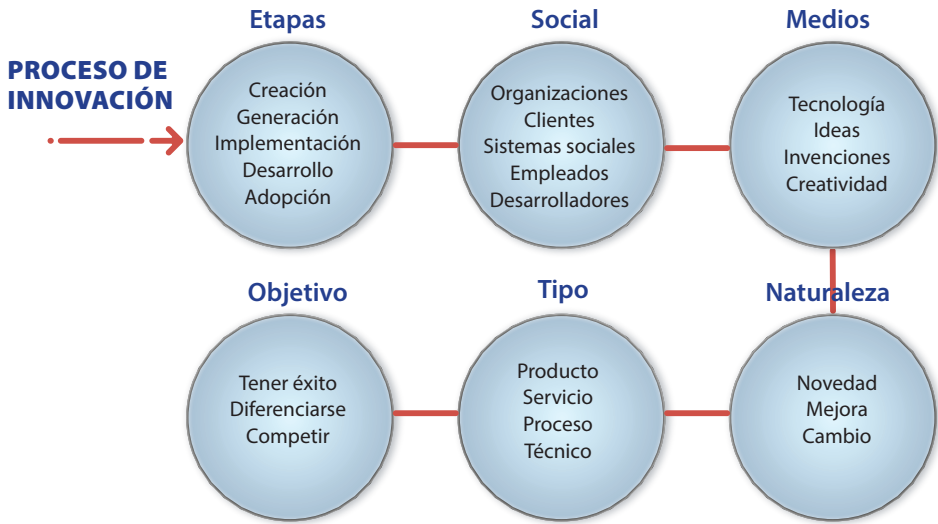 PROCESO DE
INNOVACIÓN
Etapas
Creación
Generación
Implementación
Desarrollo
Adopción
Social
Organizaciones
Clientes
Sistemas sociales
Empleados
Desarrolladores
Medios
Tecnología
Ideas
Invenciones
Creatividad
Naturaleza
Novedad
Mejora
Cambio
Tipo
Producto
Servicio
Proceso
Técnico
Objetivo
Tener éxito
Diferenciarse
Competir